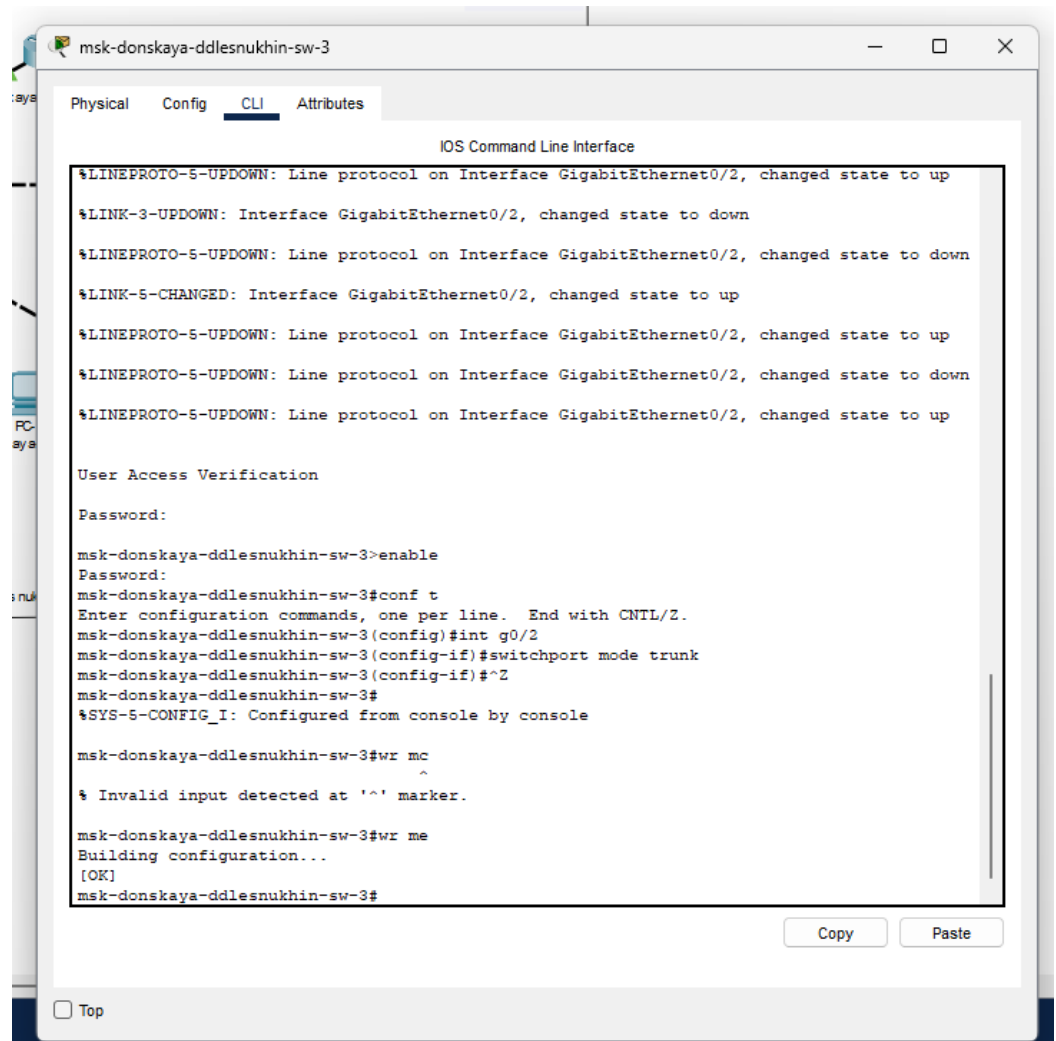 msk-donskaya-ddlesnukhin-sw-3
Physical Config CLI Attributes
IOS Command Line Interface
%LINEPROTO-5-UPDOWN: Line protocol on Interface GigabitEthernet0/2, changed state to up
%LINK-3-UPDOWN: Interface GigabitEthernet0/2, changed state to down
%LINEPROTO-5-UPDOWN: Line protocol on Interface GigabitEthernet0/2, changed state to down
%LINK-5-CHANGED: Interface GigabitEthernet0/2, changed state to up
%LINEPROTO-5-UPDOWN: Line protocol on Interface GigabitEthernet0/2, changed state to up
%LINEPROTO-5-UPDOWN: Line protocol on Interface GigabitEthernet0/2, changed state to down
%LINEPROTO-5-UPDOWN: Line protocol on Interface GigabitEthernet0/2, changed state to up
User Access Verification
Password:
msk-donskaya-ddlesnukhin-sw-3>enable
Password:
msk-donskaya-ddlesnukhin-sw-3#conf t
Enter configuration commands, one per line. End with CNTL/Z.
msk-donskaya-ddlesnukhin-sw-3(config)#int g0/2
msk-donskaya-ddlesnukhin-sw-3(config-if)#switchport mode trunk
msk-donskaya-ddlesnukhin-sw-3(config-if)#^Z
msk-donskaya-ddlesnukhin-sw-3#
%SYS-5-CONFIG_I: Configured from console by console
msk-donskaya-ddlesnukhin-sw-3#wr mc
^
% Invalid input detected at '^' marker.
msk-donskaya-ddlesnukhin-sw-3#wr me
Building configuration...
[OK]
msk-donskaya-ddlesnukhin-sw-3#
Copy Paste
Top
PC-